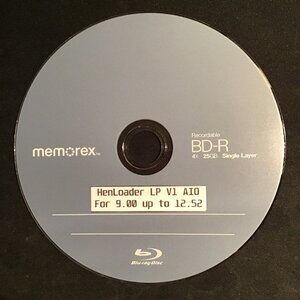 Recordable
BD-R
4X 25GB Single Layer
memorex™
HenLoader LP V1 AIO
For 9.00 up to 12.52
Blu-ray Disc